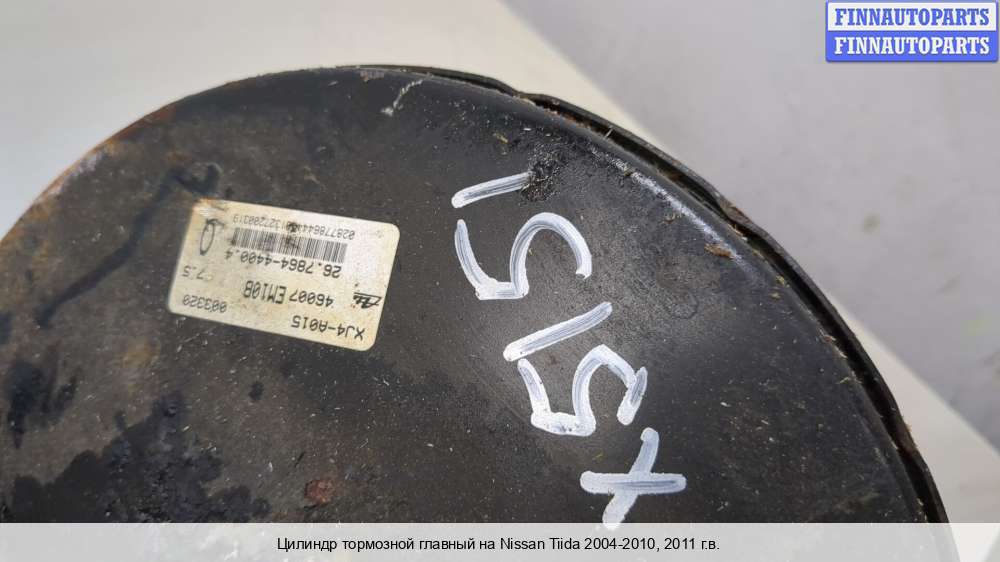 FINNAUTOPARTS
FINNAUTOPARTS
XJ4-A015
003320
46007 EM10B
7.5
26.7864-4400.4
1515X
Цилиндр тормозной главный на Nissan Tiida 2004-2010, 2011 г.в.